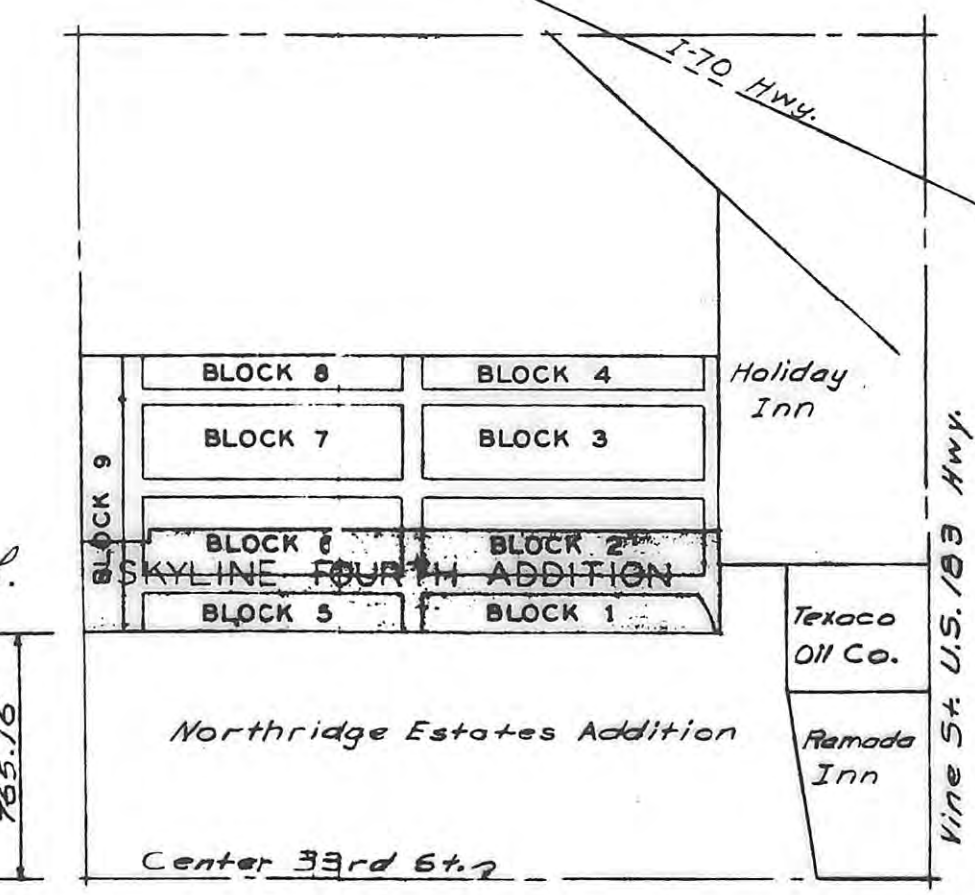 I-70 Hwy.
BLOCK 8
BLOCK 4
Holiday
Inn
BLOCK 7
BLOCK 3
BLOCK 9
BLOCK 6
BLOCK 2
SKYLINE FOURTH ADDITION
BLOCK 5
BLOCK 1
Texaco
Oil Co.
Vine St. U.S. 183 Hwy.
765.16
Northridge Estates Addition
Ramada
Inn
Center 33rd St.